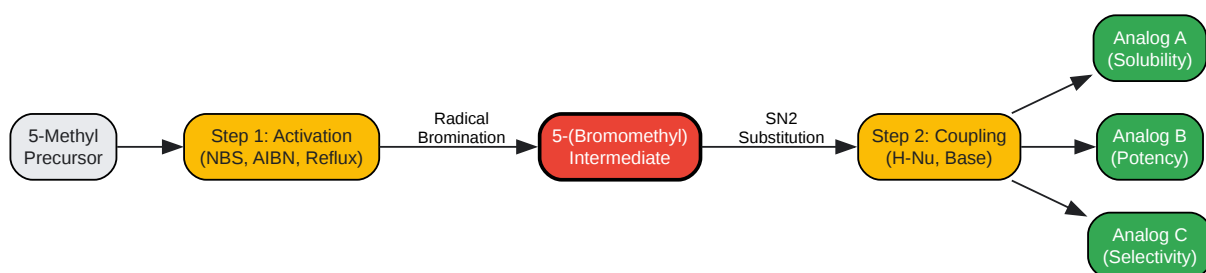 5-Methyl
Precursor
Step 1: Activation
(NBS, AIBN, Reflux)
Radical
Bromination
5-(Bromomethyl)
Intermediate
SN2
Substitution
Step 2: Coupling
(H-Nu, Base)
Analog A
(Solubility)
Analog B
(Potency)
Analog C
(Selectivity)